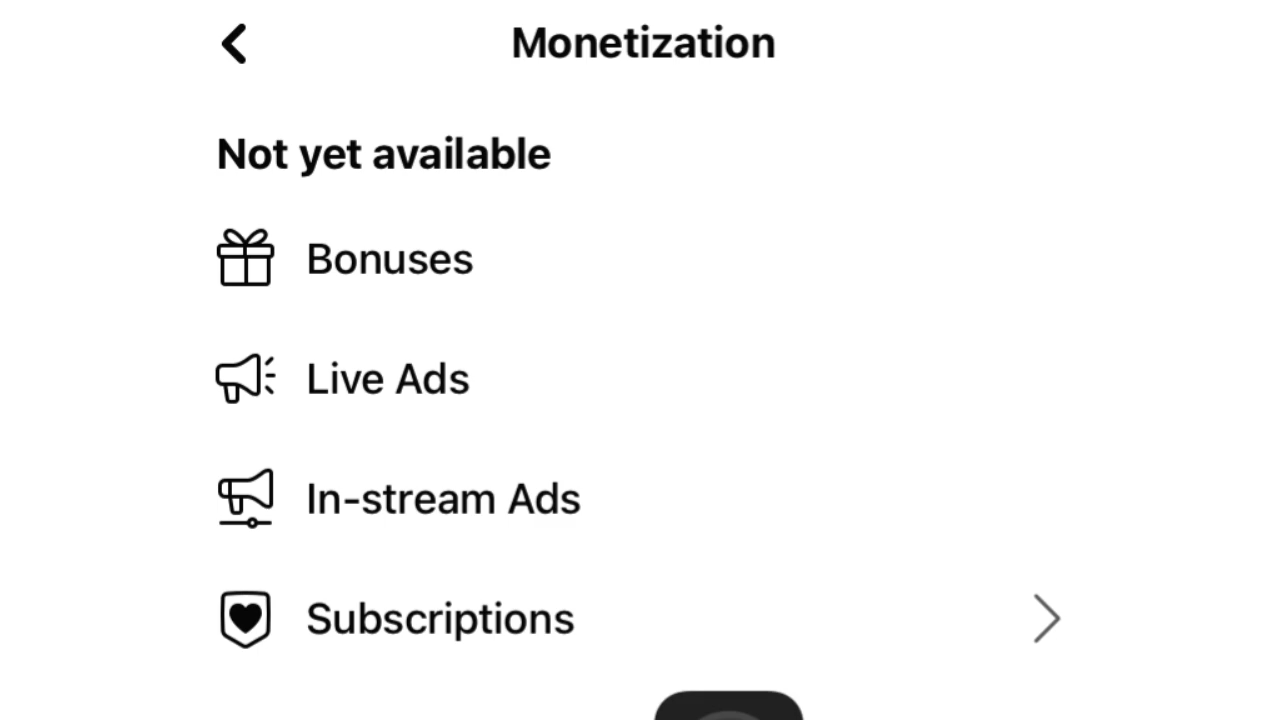 Monetization
Not yet available
Bonuses
Live Ads
In-stream Ads
Subscriptions